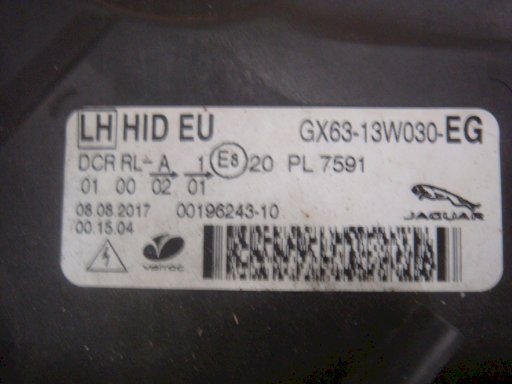 LH HID EU GX63-13W030-EG
DCR RL A 1 E8 20 PL 7591
01 00 02 01
08.08.2017 00196243-10
00.15.04
Valeo
JAGUAR